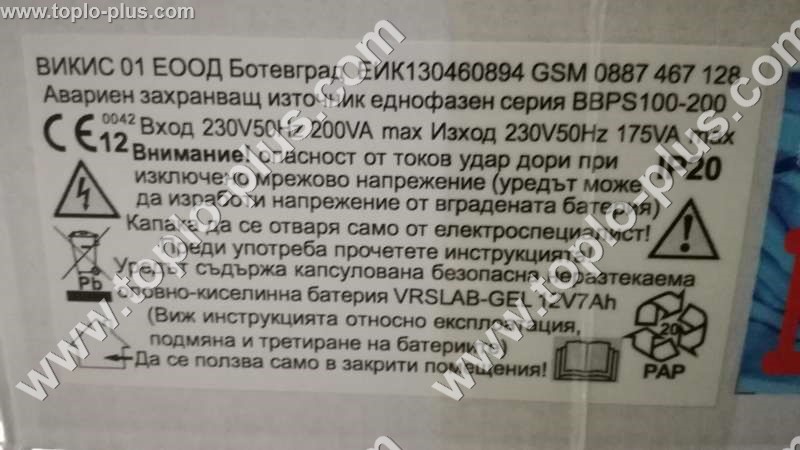 www.toplo-plus.com
ВИКИС 01 ЕООД Ботевград ЕИК130460894 GSM 0887 467 128
Авариен захранващ източник еднофазен серия BBPS100-200
CE 0042 12 Вход 230V50Hz 200VA max Изход 230V50Hz 175VA max
Внимание! опасност от токов удар дори при IP20
изключено мрежово напрежение (уредът може
да изработи напрежение от вградената батерия)
Капака да се отваря само от електроспециалист!
преди употреба прочетете инструкцията!
Уредът съдържа капсулована безопасна неразтекаема
Pb оловно-киселинна батерия VRSLAB-GEL 12V7Ah
(Виж инструкцията относно експлоатация,
подмяна и третиране на батерията)
Да се ползва само в закрити помещения!
20
PAP
www.toplo-plus.com
www.toplo-plus.com
www.toplo-plus.com